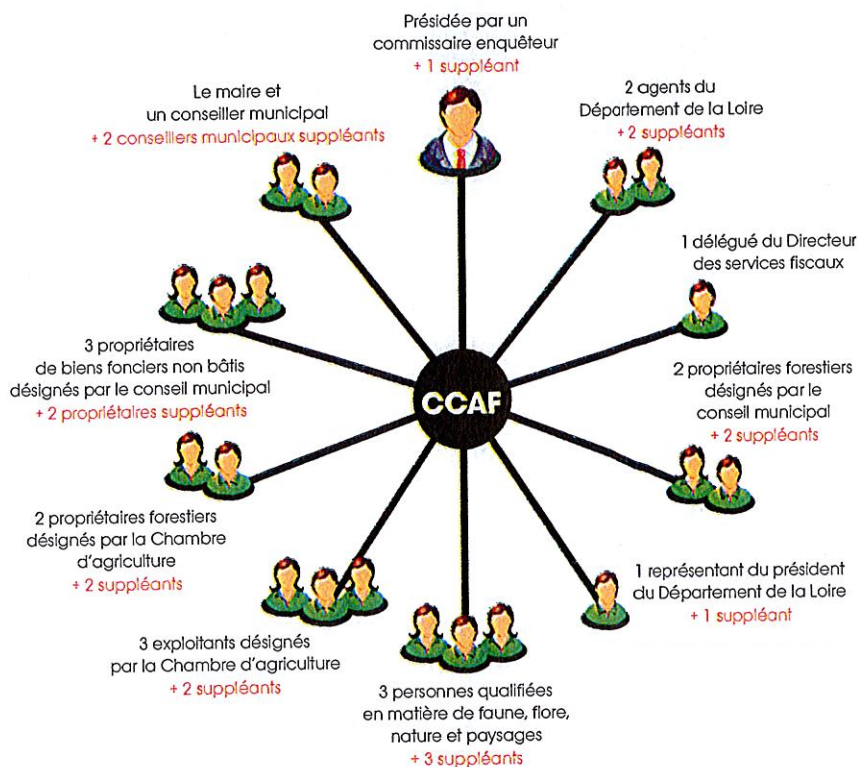 Présidée par un
commissaire enquêteur
+ 1 suppléant
Le maire et
un conseiller municipal
+ 2 conseillers municipaux suppléants
2 agents du
Département de la Loire
+ 2 suppléants
1 délégué du Directeur
des services fiscaux
3 propriétaires
de biens fonciers non bâtis
désignés par le conseil municipal
+ 2 propriétaires suppléants
CCAF
2 propriétaires forestiers
désignés par le
conseil municipal
+ 2 suppléants
2 propriétaires forestiers
désignés par la Chambre
d'agriculture
+ 2 suppléants
1 représentant du président
du Département de la Loire
+ 1 suppléant
3 exploitants désignés
par la Chambre d'agriculture
+ 2 suppléants
3 personnes qualifiées
en matière de faune, flore,
nature et paysages
+ 3 suppléants